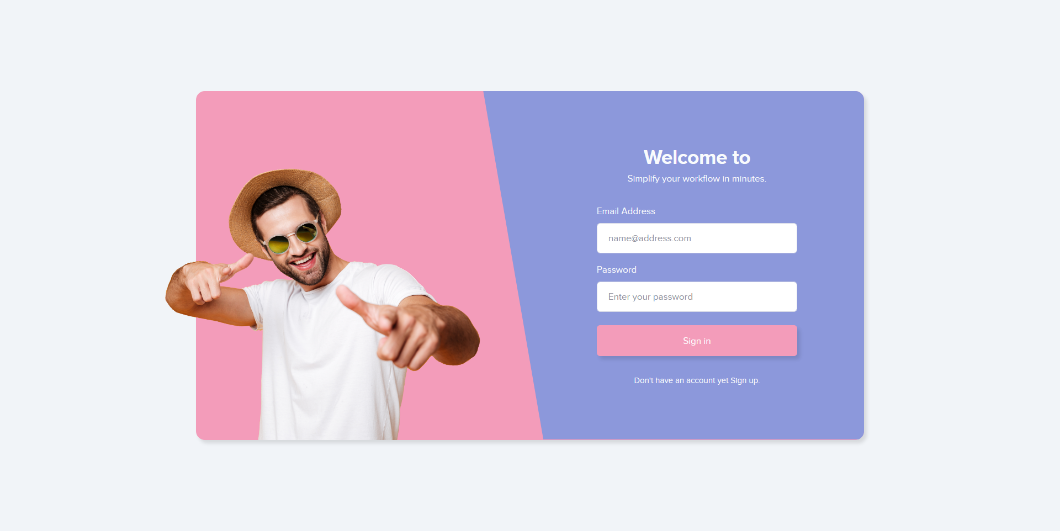 Welcome to
Simplify your workflow in minutes.
Email Address
name@address.com
Password
Enter your password
Sign in
Don't have an account yet Sign up.